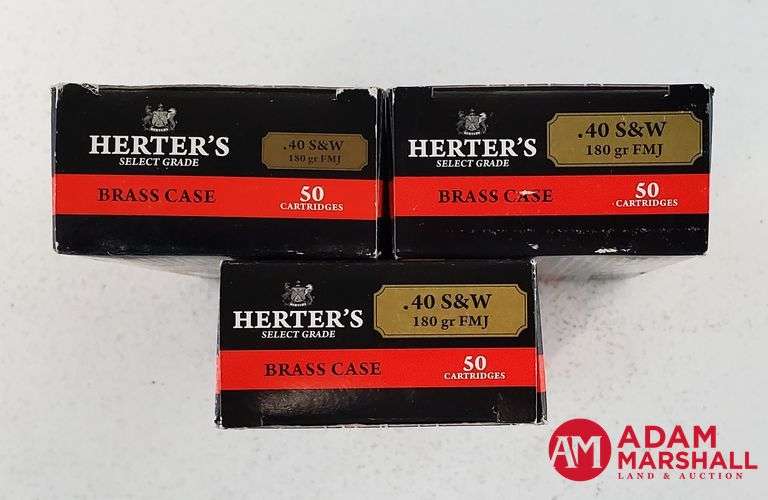 HERTER'S
SELECT GRADE
.40 S&W
180 gr FMJ
BRASS CASE
50
CARTRIDGES
HERTER'S
SELECT GRADE
.40 S&W
180 gr FMJ
BRASS CASE
50
CARTRIDGES
HERTER'S
SELECT GRADE
.40 S&W
180 gr FMJ
BRASS CASE
50
CARTRIDGES
AM
ADAM
MARSHALL
LAND & AUCTION